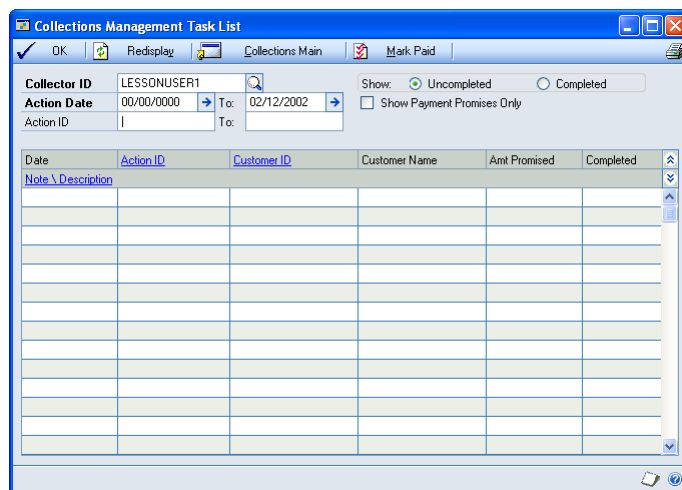 Collections Management Task List
OK Redisplay Collections Main Mark Paid
Collector ID LESSONUSER1 Show: Uncompleted Completed
Action Date 00/00/0000 To: 02/12/2002 Show Payment Promises Only
Action ID To:
Date Action ID Customer ID Customer Name Amt Promised Completed
Note \ Description